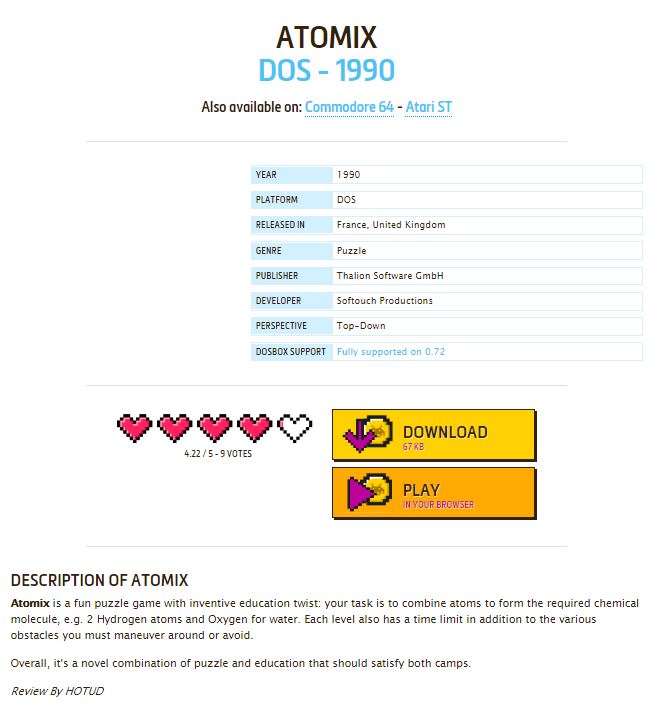 ATOMIX
DOS - 1990
Also available on: Commodore 64 - Atari ST
YEAR 1990
PLATFORM DOS
RELEASED IN France, United Kingdom
GENRE Puzzle
PUBLISHER Thalion Software GmbH
DEVELOPER Softouch Productions
PERSPECTIVE Top-Down
DOSBOX SUPPORT Fully supported on 0.72
4.22 / 5 - 9 VOTES
DOWNLOAD
67 KB
PLAY
IN YOUR BROWSER
DESCRIPTION OF ATOMIX
Atomix is a fun puzzle game with inventive education twist: your task is to combine atoms to form the required chemical
molecule, e.g. 2 Hydrogen atoms and Oxygen for water. Each level also has a time limit in addition to the various
obstacles you must maneuver around or avoid.
Overall, it's a novel combination of puzzle and education that should satisfy both camps.
Review By HOTUD